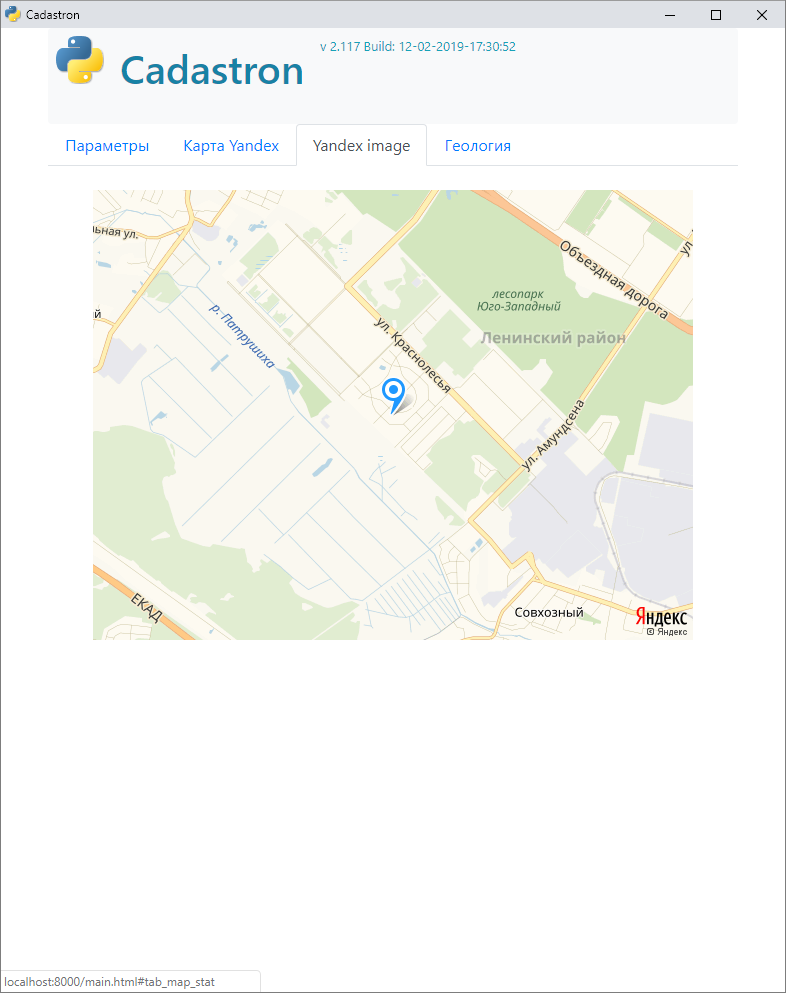 Cadastron
Cadastron
v 2.117 Build: 12-02-2019-17:30:52
Параметры
Карта Yandex
Yandex image
Геология
льная ул.
Объездная дорога
ул.
лесопарк
Юго-Западный
р. Патрушиха
ул. Краснолесья
Ленинский район
ий
ул. Амундсена
ЕКАД
Совхозный
Яндекс
© Яндекс
localhost:8000/main.html#tab_map_stat